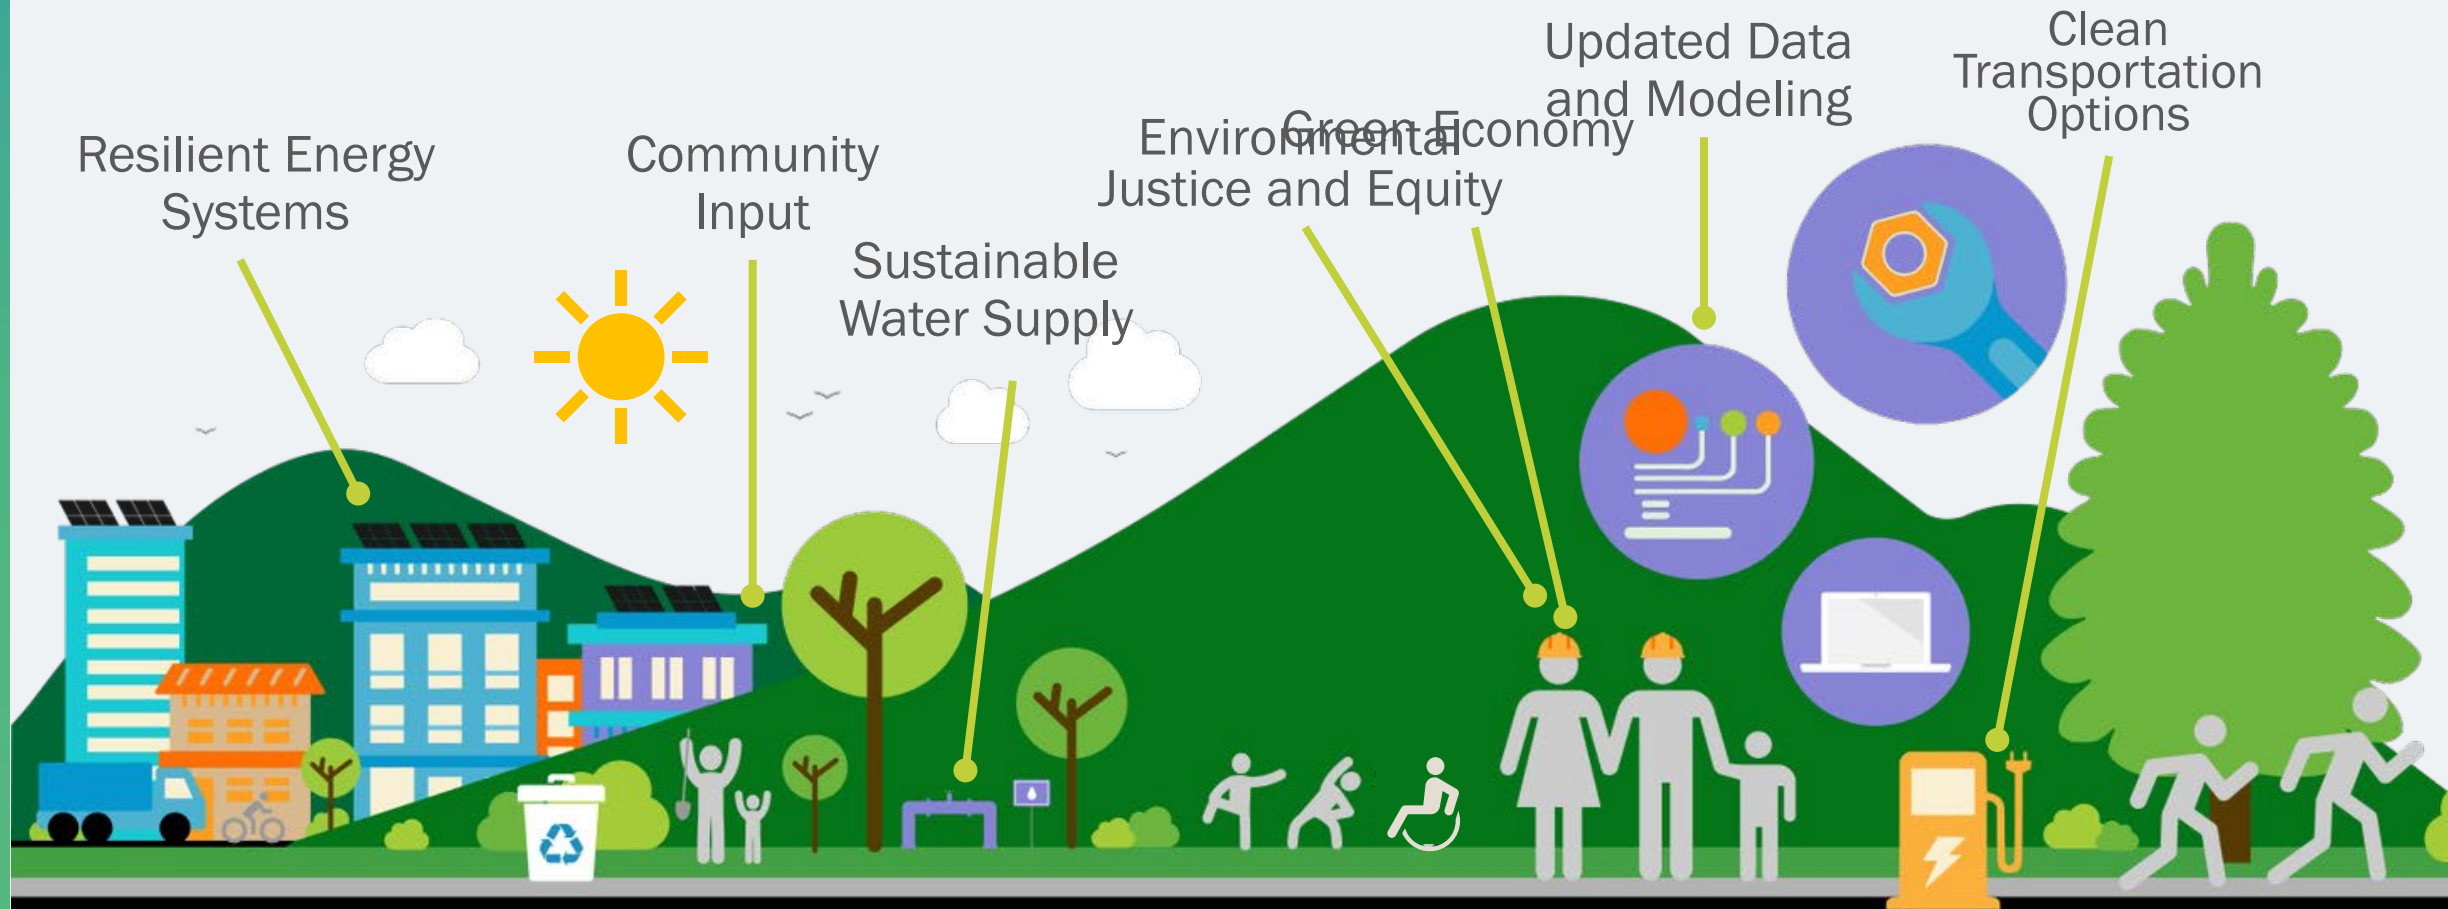 Resilient Energy
Systems
Community
Input
Sustainable
Water Supply
Environmental
Justice and Equity
Green Economy
Updated Data
and Modeling
Clean
Transportation
Options